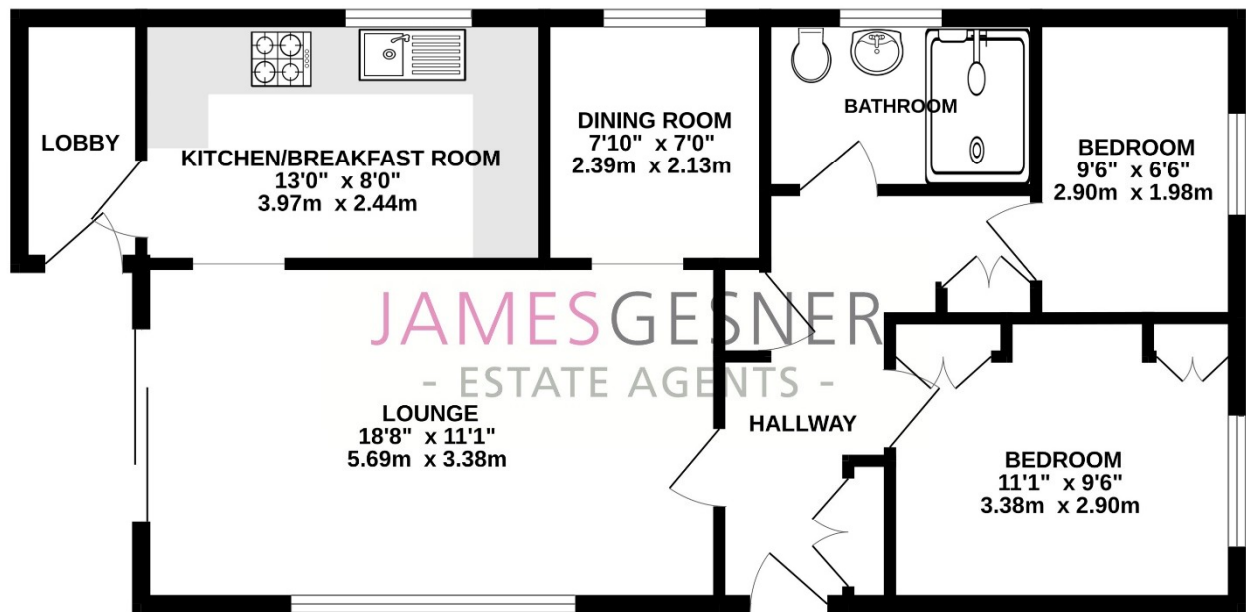 LOBBY
KITCHEN/BREAKFAST ROOM
13'0" x 8'0"
3.97m x 2.44m
DINING ROOM
7'10" x 7'0"
2.39m x 2.13m
BATHROOM
BEDROOM
9'6" x 6'6"
2.90m x 1.98m
JAMESGESNER
- ESTATE AGENTS -
LOUNGE
18'8" x 11'1"
5.69m x 3.38m
HALLWAY
BEDROOM
11'1" x 9'6"
3.38m x 2.90m